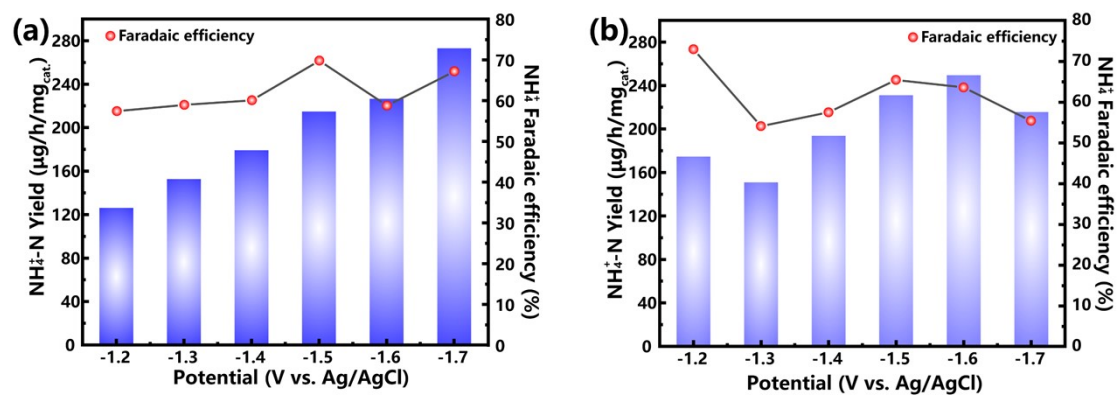 (a)
Faradaic efficiency
NH₄⁺-N Yield (μg/h/mg_cat.)
280
240
200
160
120
80
40
0
80
70
60
50
40
30
20
10
0
NH₄⁺ Faradaic efficiency (%)
-1.2 -1.3 -1.4 -1.5 -1.6 -1.7
Potential (V vs. Ag/AgCl)
(b)
Faradaic efficiency
NH₄⁺-N Yield (μg/h/mg_cat.)
280
240
200
160
120
80
40
0
80
70
60
50
40
30
20
10
0
NH₄⁺ Faradaic efficiency (%)
-1.2 -1.3 -1.4 -1.5 -1.6 -1.7
Potential (V vs. Ag/AgCl)